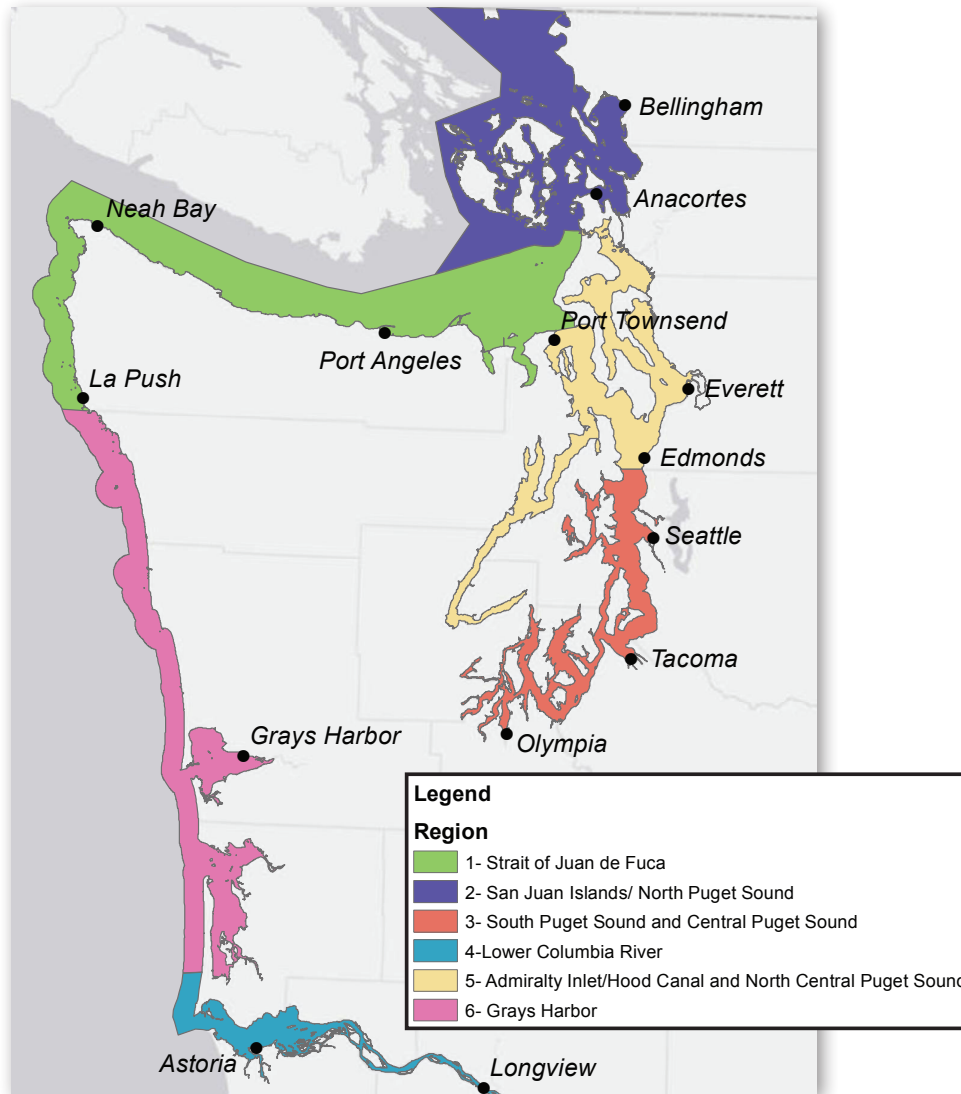 Bellingham
Anacortes
Neah Bay
Port Townsend
Port Angeles
La Push
Everett
Edmonds
Seattle
Tacoma
Olympia
Grays Harbor
Legend
Region
1- Strait of Juan de Fuca
2- San Juan Islands/ North Puget Sound
3- South Puget Sound and Central Puget Sound
4-Lower Columbia River
5- Admiralty Inlet/Hood Canal and North Central Puget Sound
6- Grays Harbor
Astoria
Longview